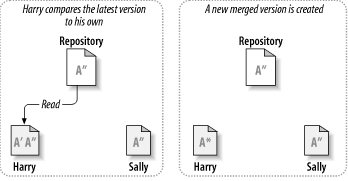 Harry compares the latest version
to his own
Repository
A"
Read
A' A"
A"
Harry
Sally
A new merged version is created
Repository
A"
A*
A"
Harry
Sally